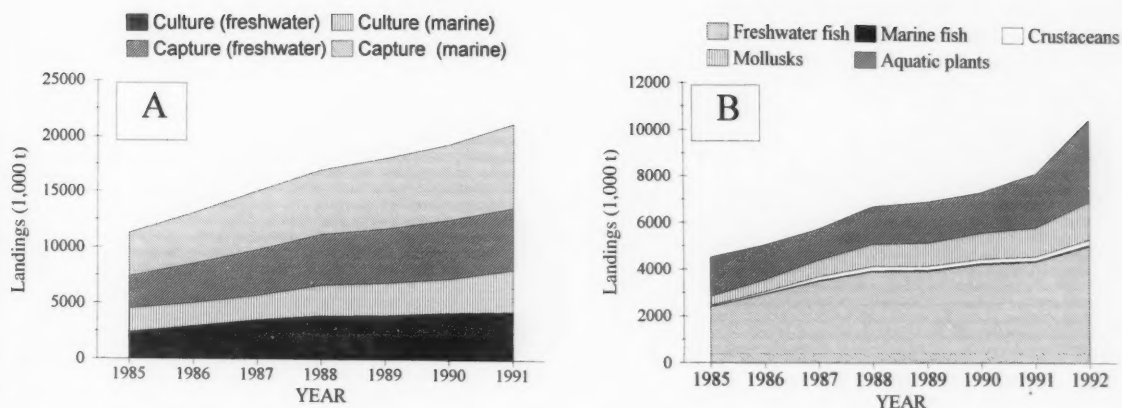 Culture (freshwater) Culture (marine)
Capture (freshwater) Capture (marine)
A
Landings (1,000 t)
25000
20000
15000
10000
5000
0
1985 1986 1987 1988 1989 1990 1991
YEAR
Freshwater fish Marine fish Crustaceans
Mollusks Aquatic plants
B
Landings (1,000 t)
12000
10000
8000
6000
4000
2000
0
1985 1986 1987 1988 1989 1990 1991 1992
YEAR